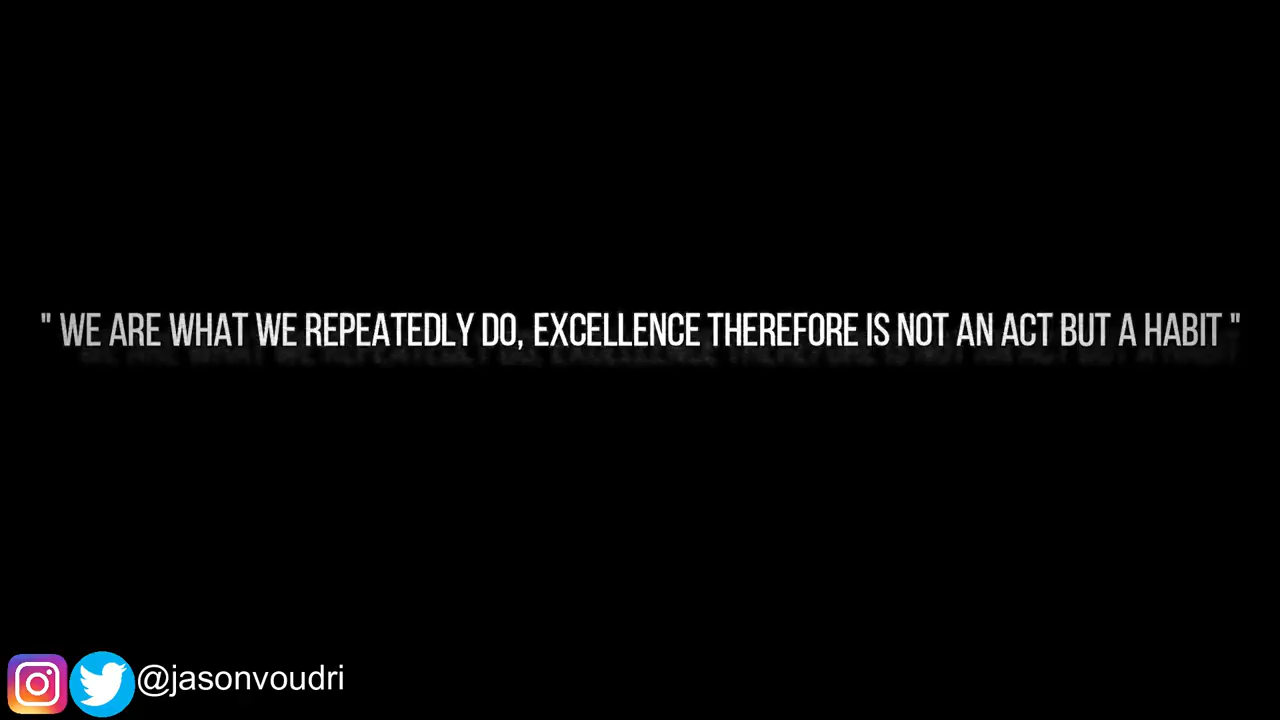 " WE ARE WHAT WE REPEATEDLY DO, EXCELLENCE THEREFORE IS NOT AN ACT BUT A HABIT "
@jasonvoudri